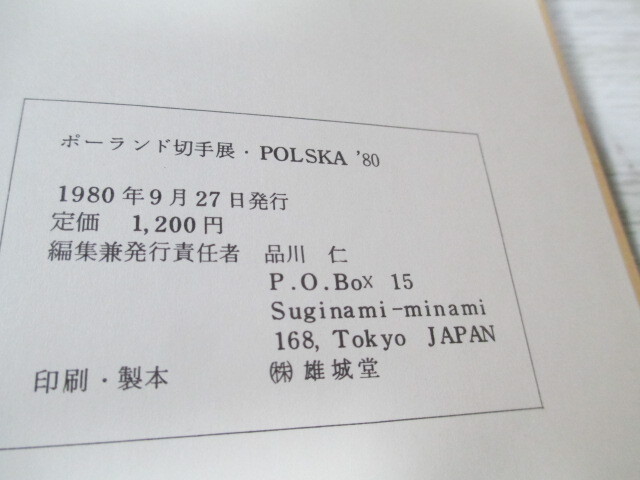 ポーランド切手展・POLSKA '80
1980年9月27日発行
定価 1,200円
編集兼発行責任者 品川 仁
P.O.Box 15
Suginami-minami
168, Tokyo JAPAN
印刷・製本 ㈱ 雄城堂